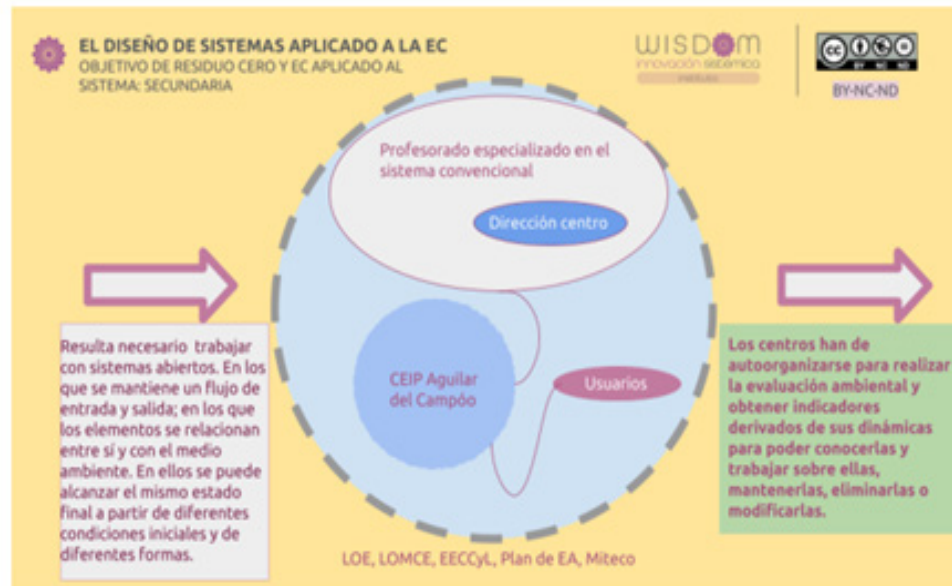 EL DISEÑO DE SISTEMAS APLICADO A LA EC
OBJETIVO DE RESIDUO CERO Y EC APLICADO AL
SISTEMA: SECUNDARIA
WISDOM
innovación sistémica
instituto
CC
BY NC ND
BY-NC-ND
Profesorado especializado en el
sistema convencional
Dirección centro
Resulta necesario trabajar
con sistemas abiertos. En los
que se mantiene un flujo de
entrada y salida; en los que
los elementos se relacionan
entre sí y con el medio
ambiente. En ellos se puede
alcanzar el mismo estado
final a partir de diferentes
condiciones iniciales y de
diferentes formas.
CEIP Aguilar
del Campóo
Usuarios
Los centros han de
autoorganizarse para realizar
la evaluación ambiental y
obtener indicadores
derivados de sus dinámicas
para poder conocerlas y
trabajar sobre ellas,
mantenerlas, eliminarlas o
modificarlas.
LOE, LOMCE, EECCyL, Plan de EA, Miteco